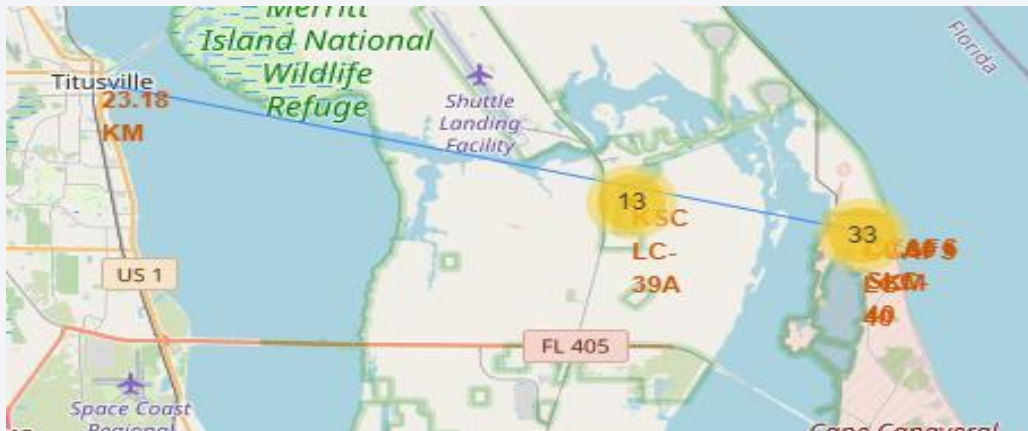 Merritt
Island National
Wildlife
Refuge
Florida
Titusville
23.18
KM
Shuttle
Landing
Facility
13
KSC
LC-
39A
33
40
US 1
FL 405
Space Coast
Regional
Cape Canaveral